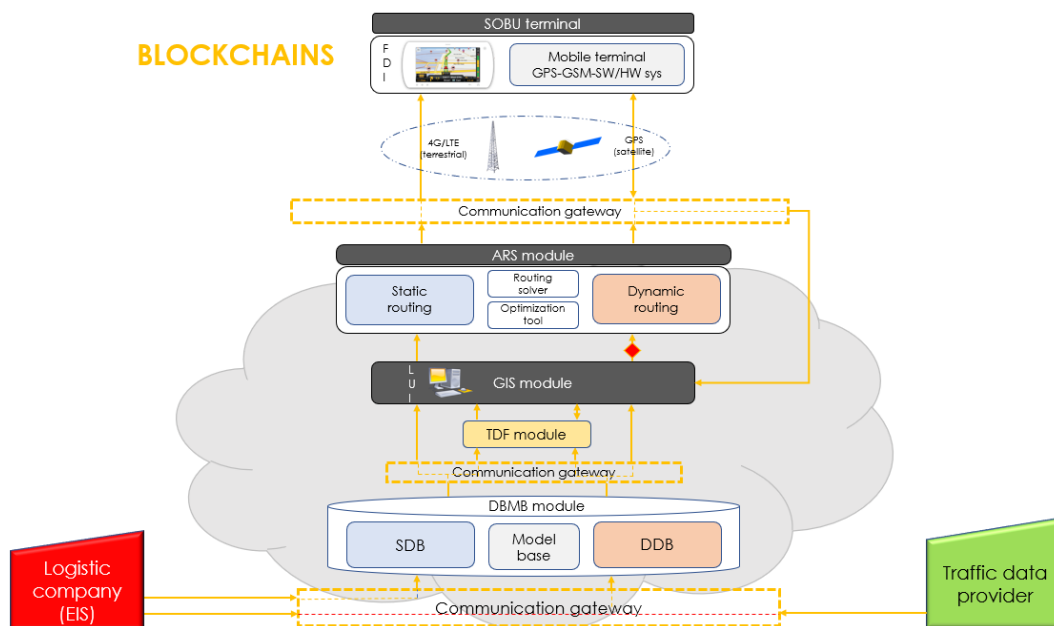 SOBU terminal
BLOCKCHAINS
F
D
I
Mobile terminal
GPS-GSM-SW/HW sys
4G/LTE
(terrestrial)
GPS
(satellite)
Communication gateway
ARS module
Static
routing
Routing
solver
Optimization
tool
Dynamic
routing
L
U
I
GIS module
TDF module
Communication gateway
DBMB module
SDB
Model
base
DDB
Logistic
company
(EIS)
Communication gateway
Traffic data
provider